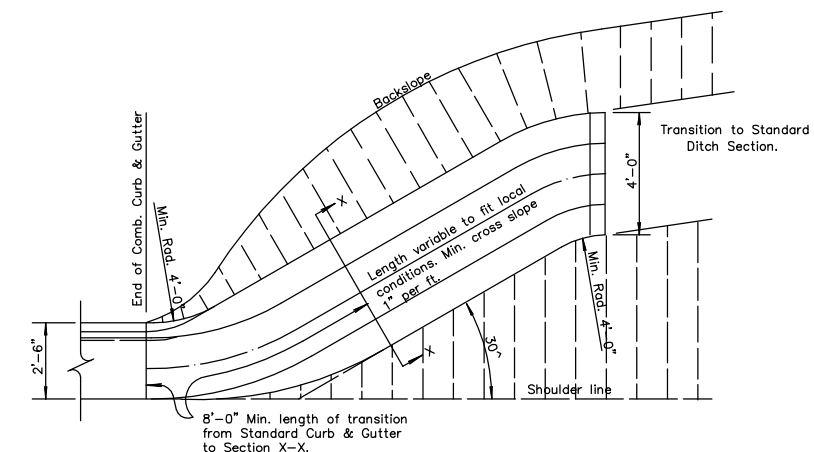 Backslope
End of Comb. Curb & Gutter
Min. Rad. 4'-0"
X
Transition to Standard
Ditch Section.
4'-0"
Length variable to fit local
conditions. Min. cross slope
1" per ft.
Min. Rad. 4'-0"
2'-6"
30^
X
Shoulder line
8'-0" Min. length of transition
from Standard Curb & Gutter
to Section X-X.